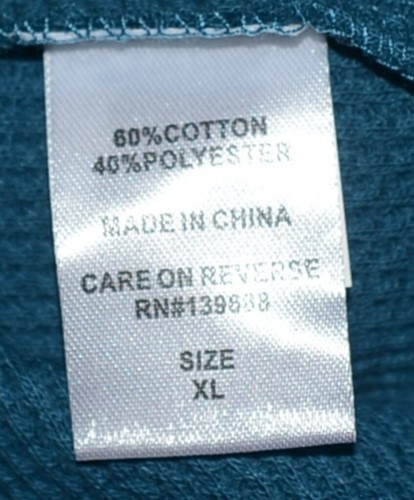 60%COTTON
40%POLYESTER
MADE IN CHINA
CARE ON REVERSE
SIZE
XL